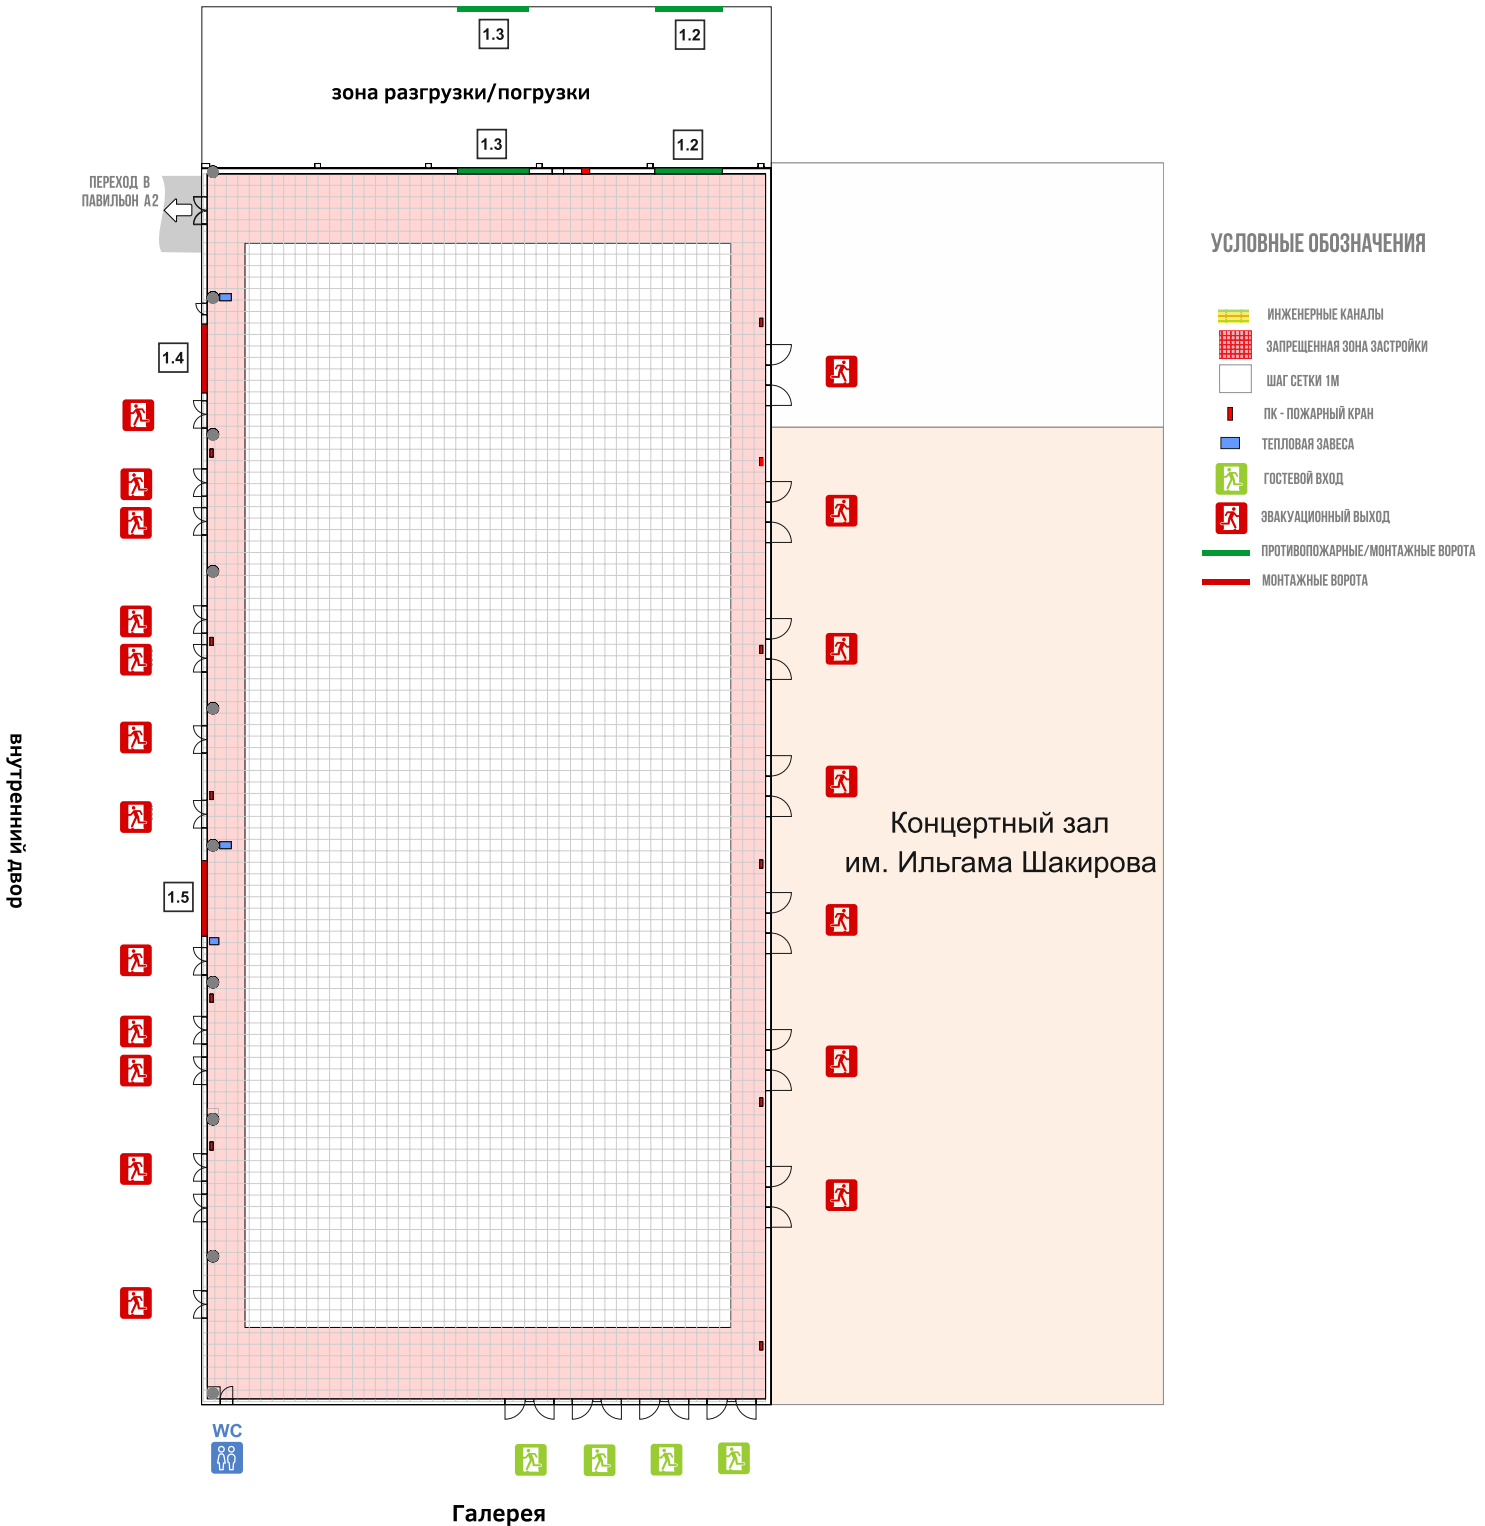 1.3
1.2
зона разгрузки/погрузки
1.3
1.2
ПЕРЕХОД В
ПАВИЛЬОН А2
УСЛОВНЫЕ ОБОЗНАЧЕНИЯ
ИНЖЕНЕРНЫЕ КАНАЛЫ
ЗАПРЕЩЕННАЯ ЗОНА ЗАСТРОЙКИ
ШАГ СЕТКИ 1М
ПК - ПОЖАРНЫЙ КРАН
ТЕПЛОВАЯ ЗАВЕСА
ГОСТЕВОЙ ВХОД
ЭВАКУАЦИОННЫЙ ВЫХОД
ПРОТИВОПОЖАРНЫЕ/МОНТАЖНЫЕ ВОРОТА
МОНТАЖНЫЕ ВОРОТА
1.4
внутренний двор
Концертный зал
им. Ильгама Шакирова
1.5
WC
Галерея